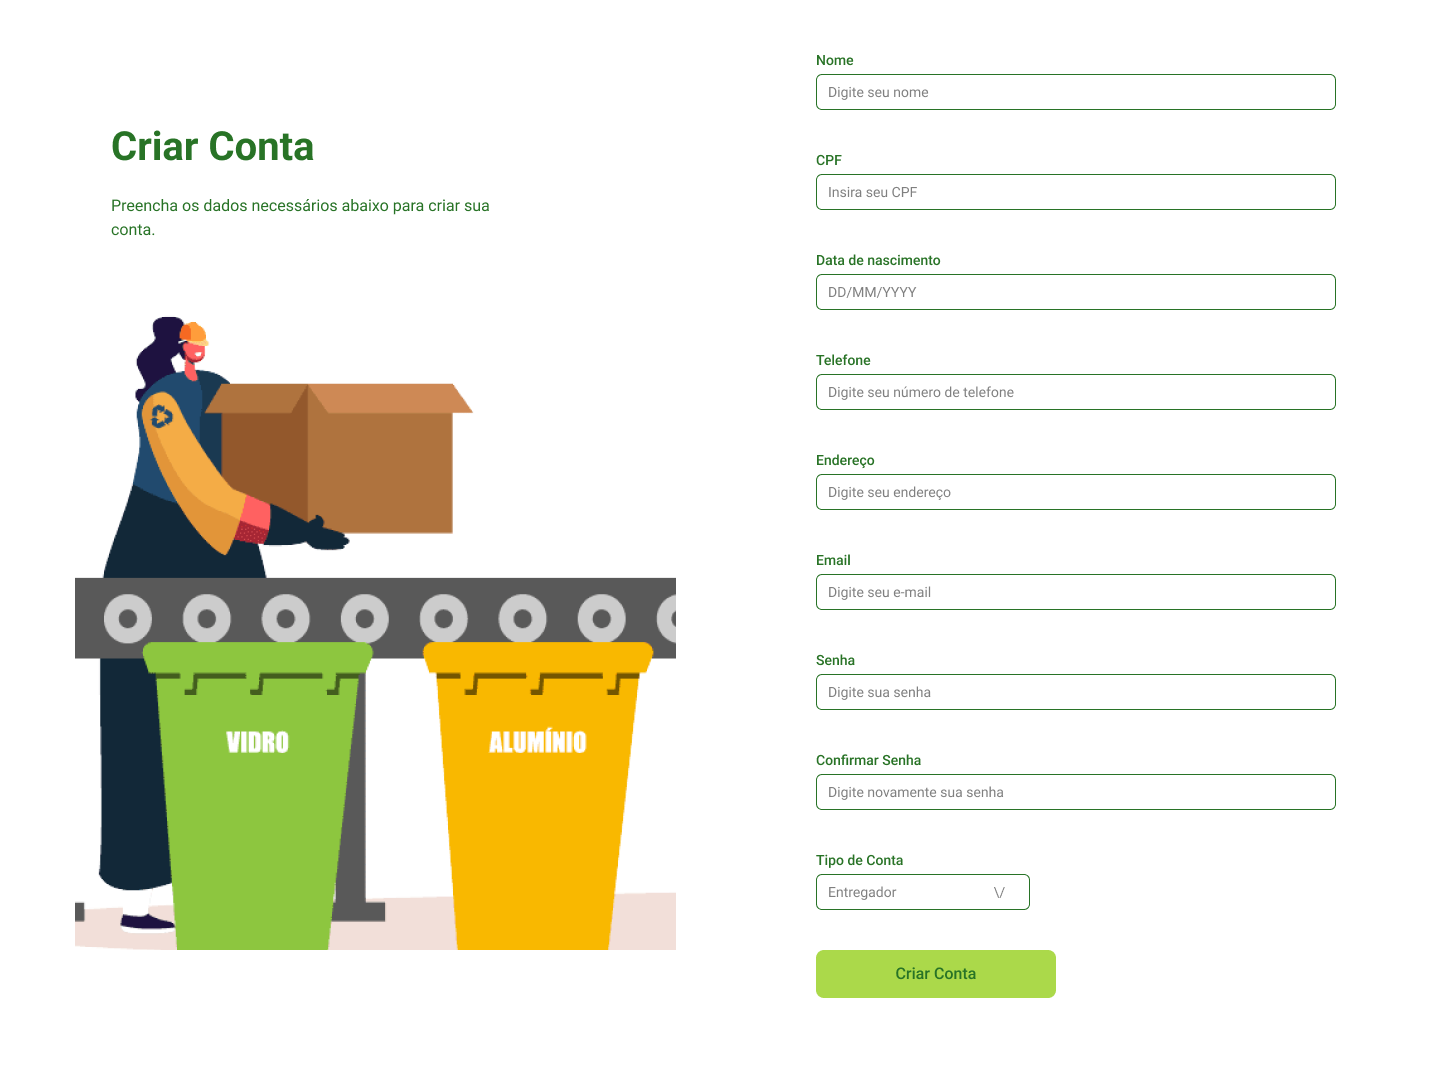 Criar Conta
Preencha os dados necessários abaixo para criar sua
conta.
VIDRO
ALUMÍNIO
Nome
Digite seu nome
CPF
Insira seu CPF
Data de nascimento
DD/MM/YYYY
Telefone
Digite seu número de telefone
Endereço
Digite seu endereço
Email
Digite seu e-mail
Senha
Digite sua senha
Confirmar Senha
Digite novamente sua senha
Tipo de Conta
Entregador \/
Criar Conta